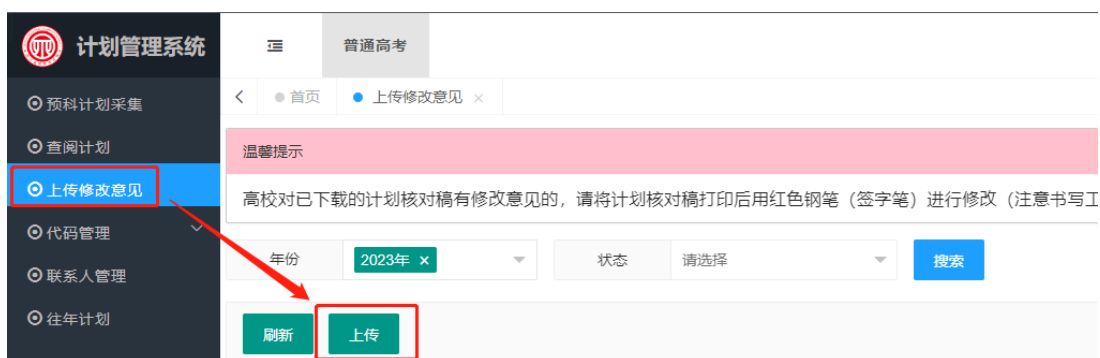 计划管理系统
普通高考
预科计划采集
首页
上传修改意见
查阅计划
温馨提示
上传修改意见
高校对已下载的计划核对稿有修改意见的，请将计划核对稿打印后用红色钢笔（签字笔）进行修改（注意书写工
代码管理
年份
2023年 ×
状态
请选择
搜索
联系人管理
往年计划
刷新
上传